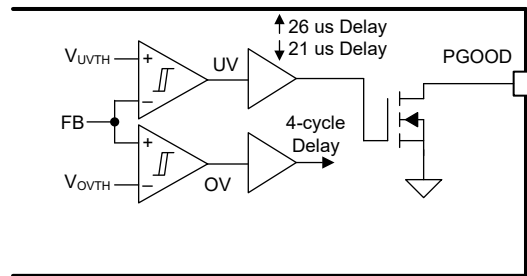 ↑ 26 us Delay
↓ 21 us Delay
PGOOD
VUVTH
+
UV
−
FB
4-cycle
Delay
+
VOVTH
−
OV